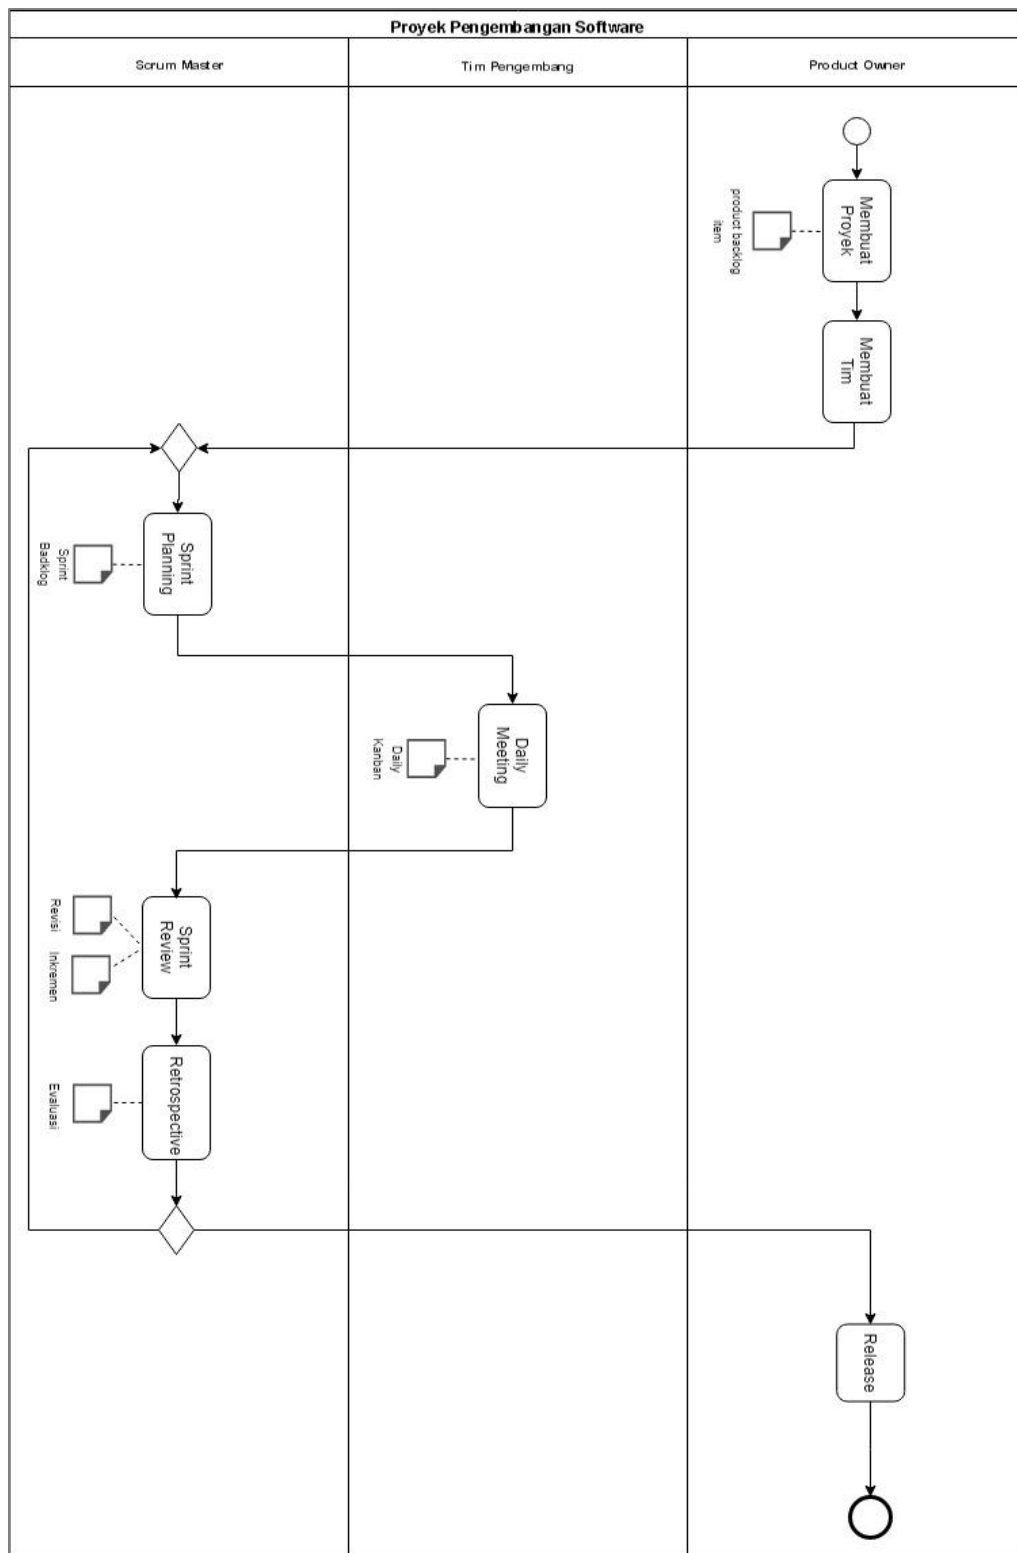 Proyek Pengembangan Software
Scrum Master
Tim Pengembang
Product Owner
Membuat
Proyek
product backlog
item
Membuat
Tim
Sprint
Planning
Sprint
Badklog
Daily
Meeting
Daily
Kanban
Sprint
Review
Revisi
Inkremen
Retrospective
Evaluasi
Release